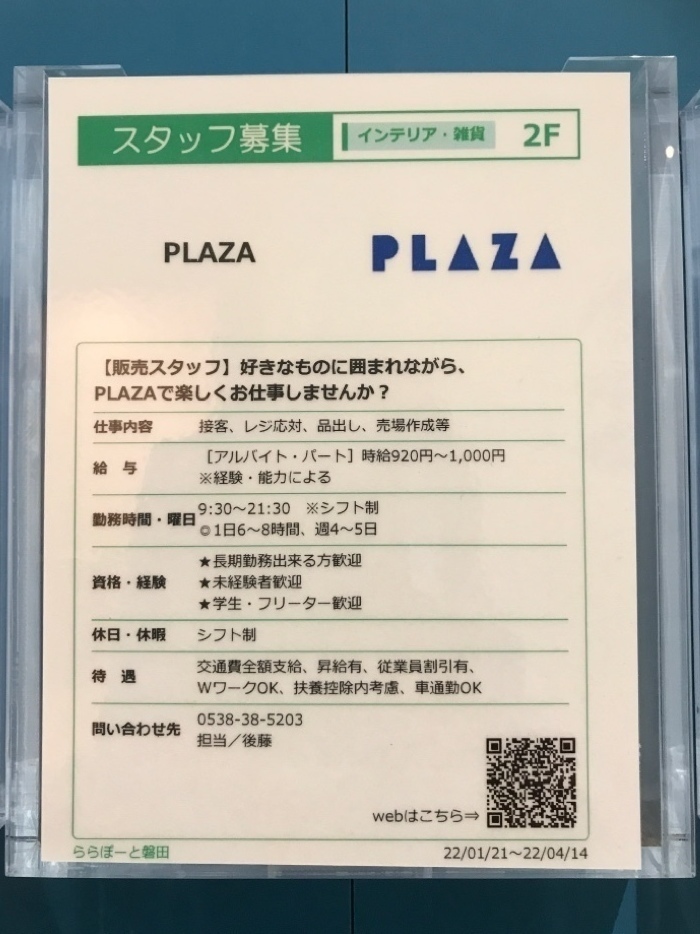 スタッフ募集 インテリア・雑貨 2F
PLAZA PLAZA
【販売スタッフ】好きなものに囲まれながら、
PLAZAで楽しくお仕事しませんか？
仕事内容 接客、レジ応対、品出し、売場作成等
給 与 ［アルバイト・パート］時給920円～1,000円
※経験・能力による
勤務時間・曜日 9:30～21:30 ※シフト制
◎1日6～8時間、週4～5日
資格・経験 ★長期勤務出来る方歓迎
★未経験者歓迎
★学生・フリーター歓迎
休日・休暇 シフト制
待 遇 交通費全額支給、昇給有、従業員割引有、
WワークOK、扶養控除内考慮、車通勤OK
問い合わせ先 0538-38-5203
担当／後藤
webはこちら⇒
ららぽーと磐田 22/01/21～22/04/14